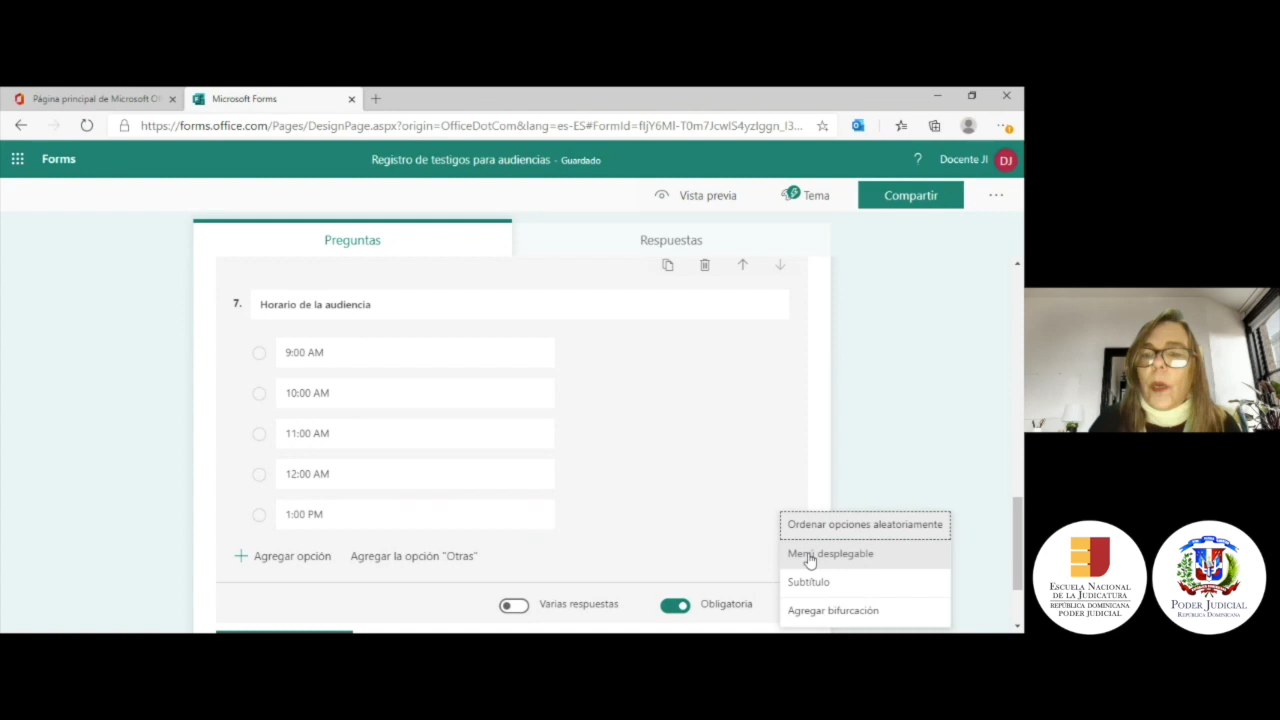 Página principal de Microsoft Of
Microsoft Forms
https://forms.office.com/Pages/DesignPage.aspx?origin=OfficeDotCom&lang=es-ES#FormId=fIjY6MI-T0m7JcwlS4yzIggn_I3...
Forms
Registro de testigos para audiencias - Guardado
?
Docente JI
DJ
Vista previa
Tema
Compartir
Preguntas
Respuestas
7.
Horario de la audiencia
9:00 AM
10:00 AM
11:00 AM
12:00 AM
1:00 PM
Agregar opción
Agregar la opción "Otras"
Varias respuestas
Obligatoria
Ordenar opciones aleatoriamente
Menú desplegable
Subtítulo
Agregar bifurcación
ESCUELA NACIONAL
DE LA JUDICATURA
REPÚBLICA DOMINICANA
PODER JUDICIAL
PODER JUDICIAL
REPÚBLICA DOMINICANA